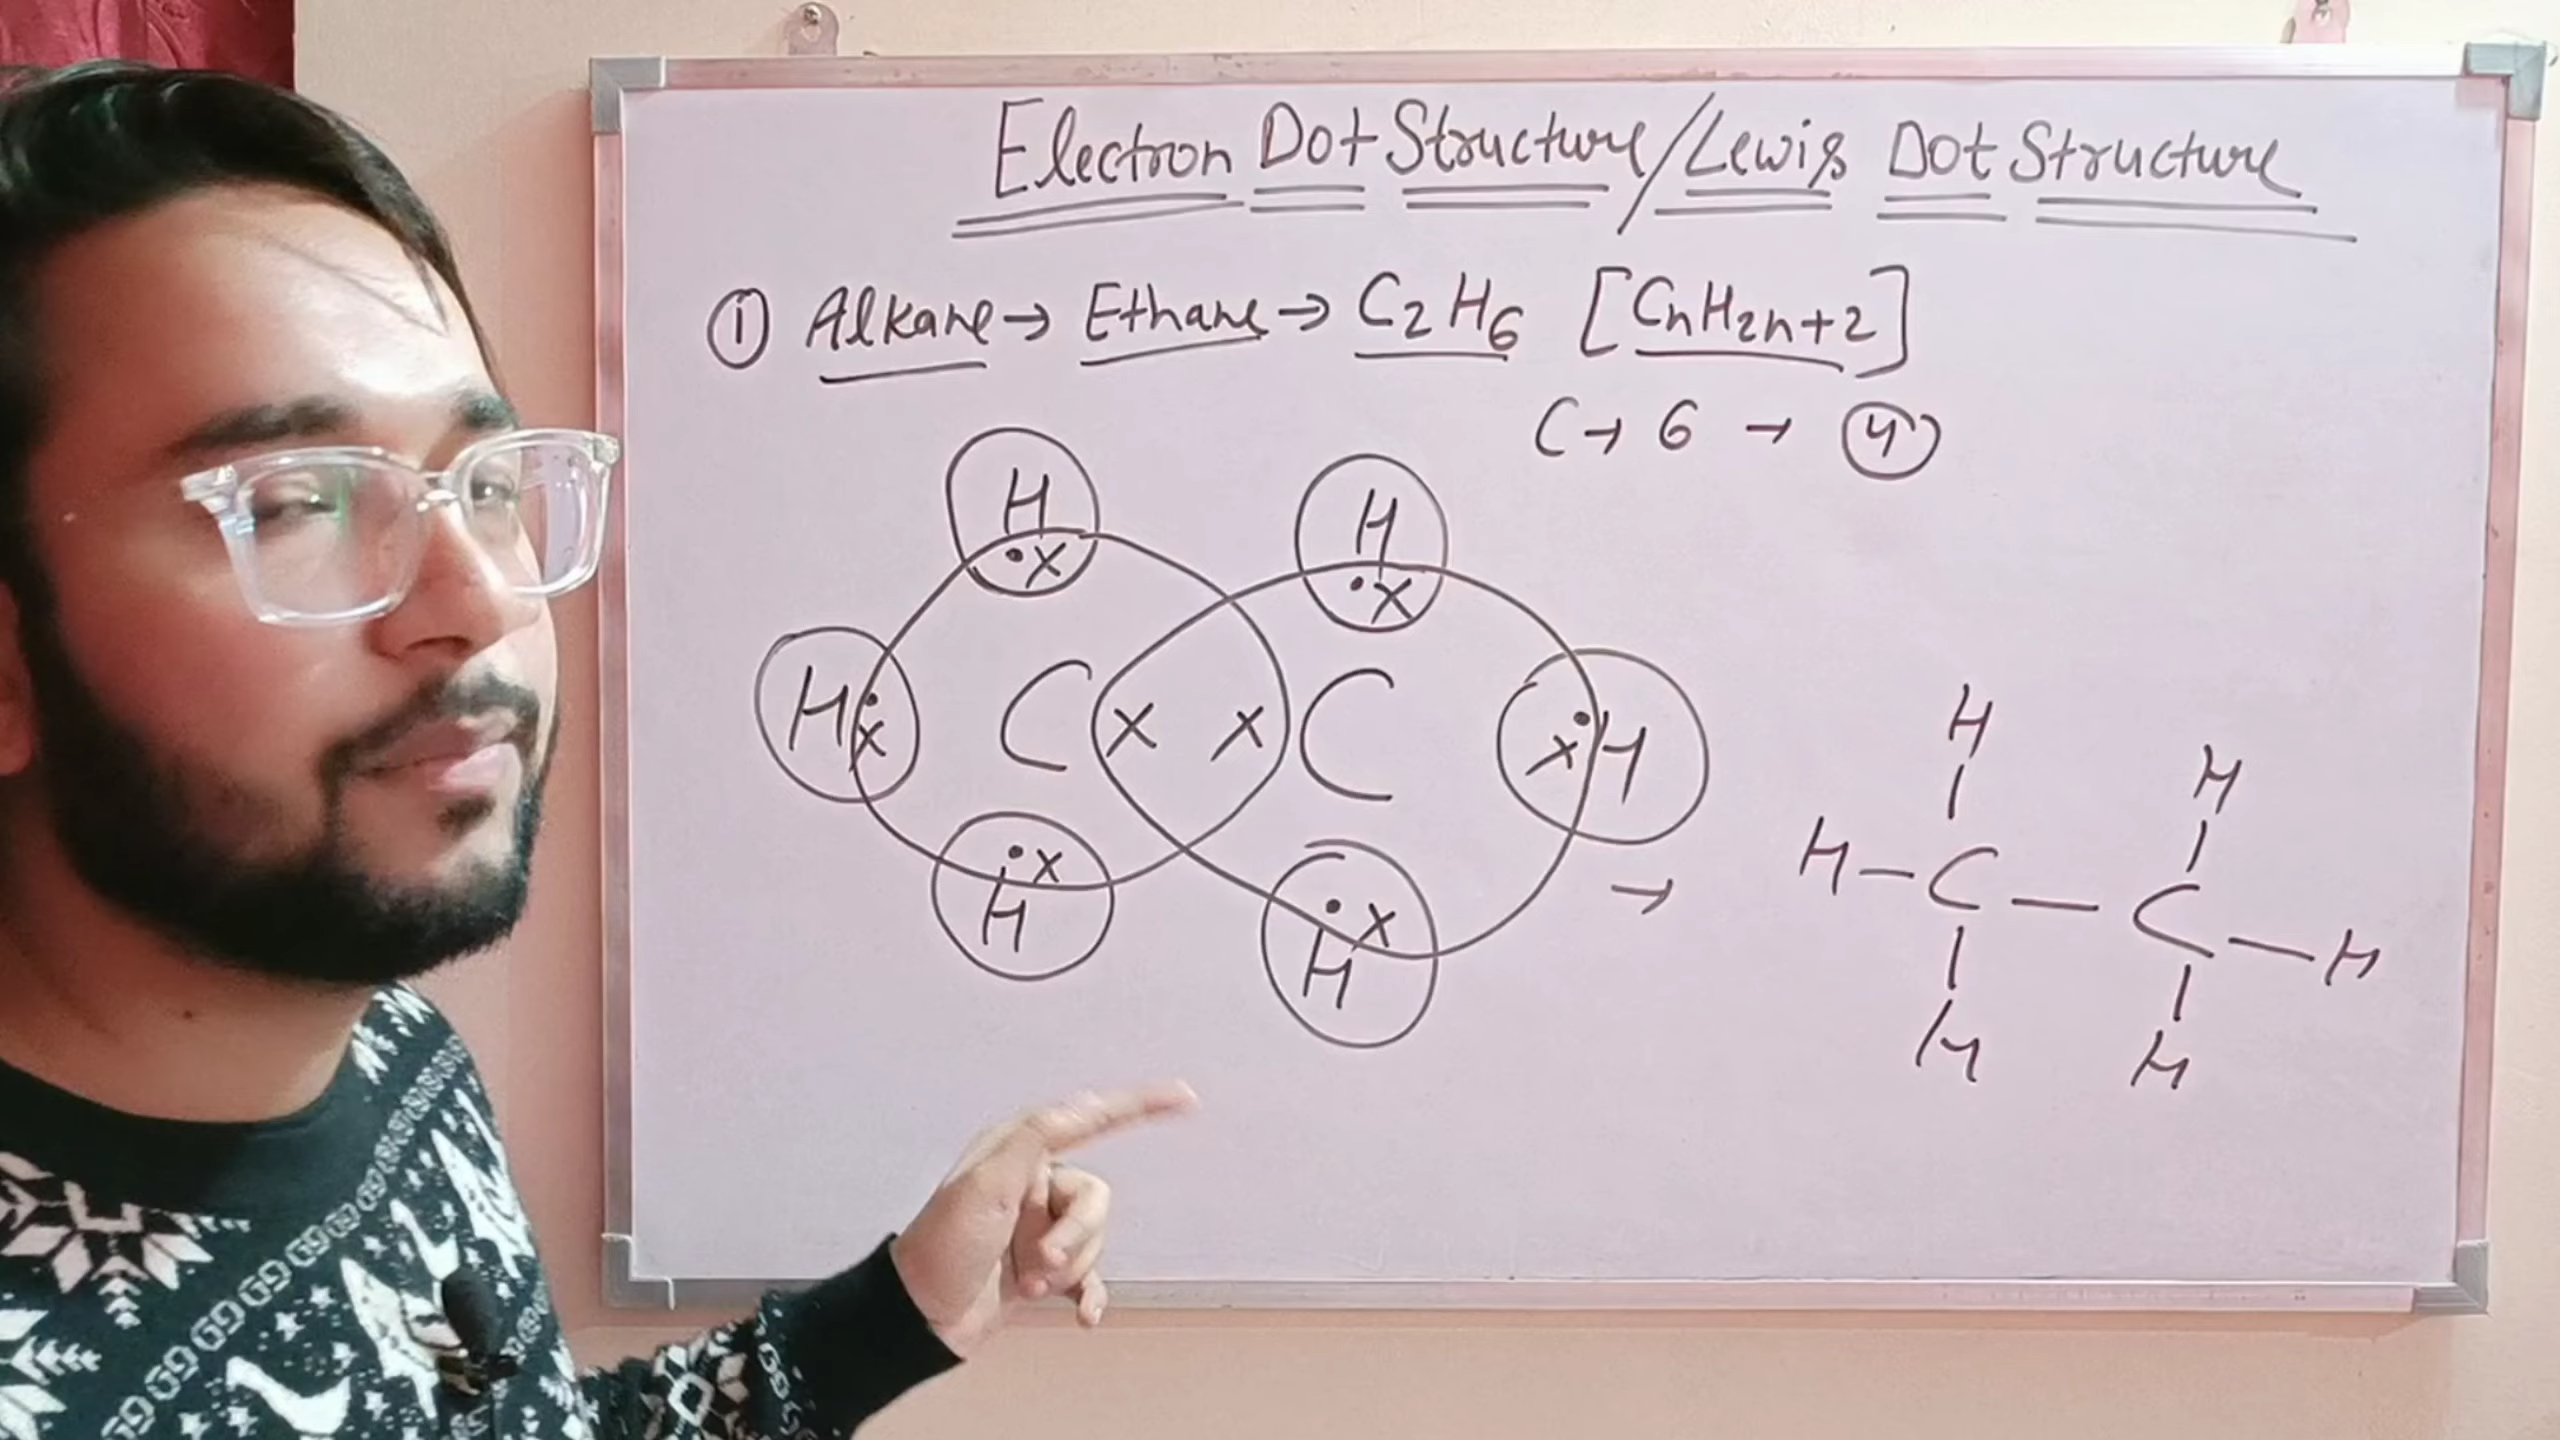 Electron Dot Structure/Lewis Dot Structure
① Alkane → Ethane → C2H6 [CnH2n+2]
C → 6 → ④
H H
• x • x
H • x C x x C • x H
• x • x
H H
→
H H
H - C - C - H
H H